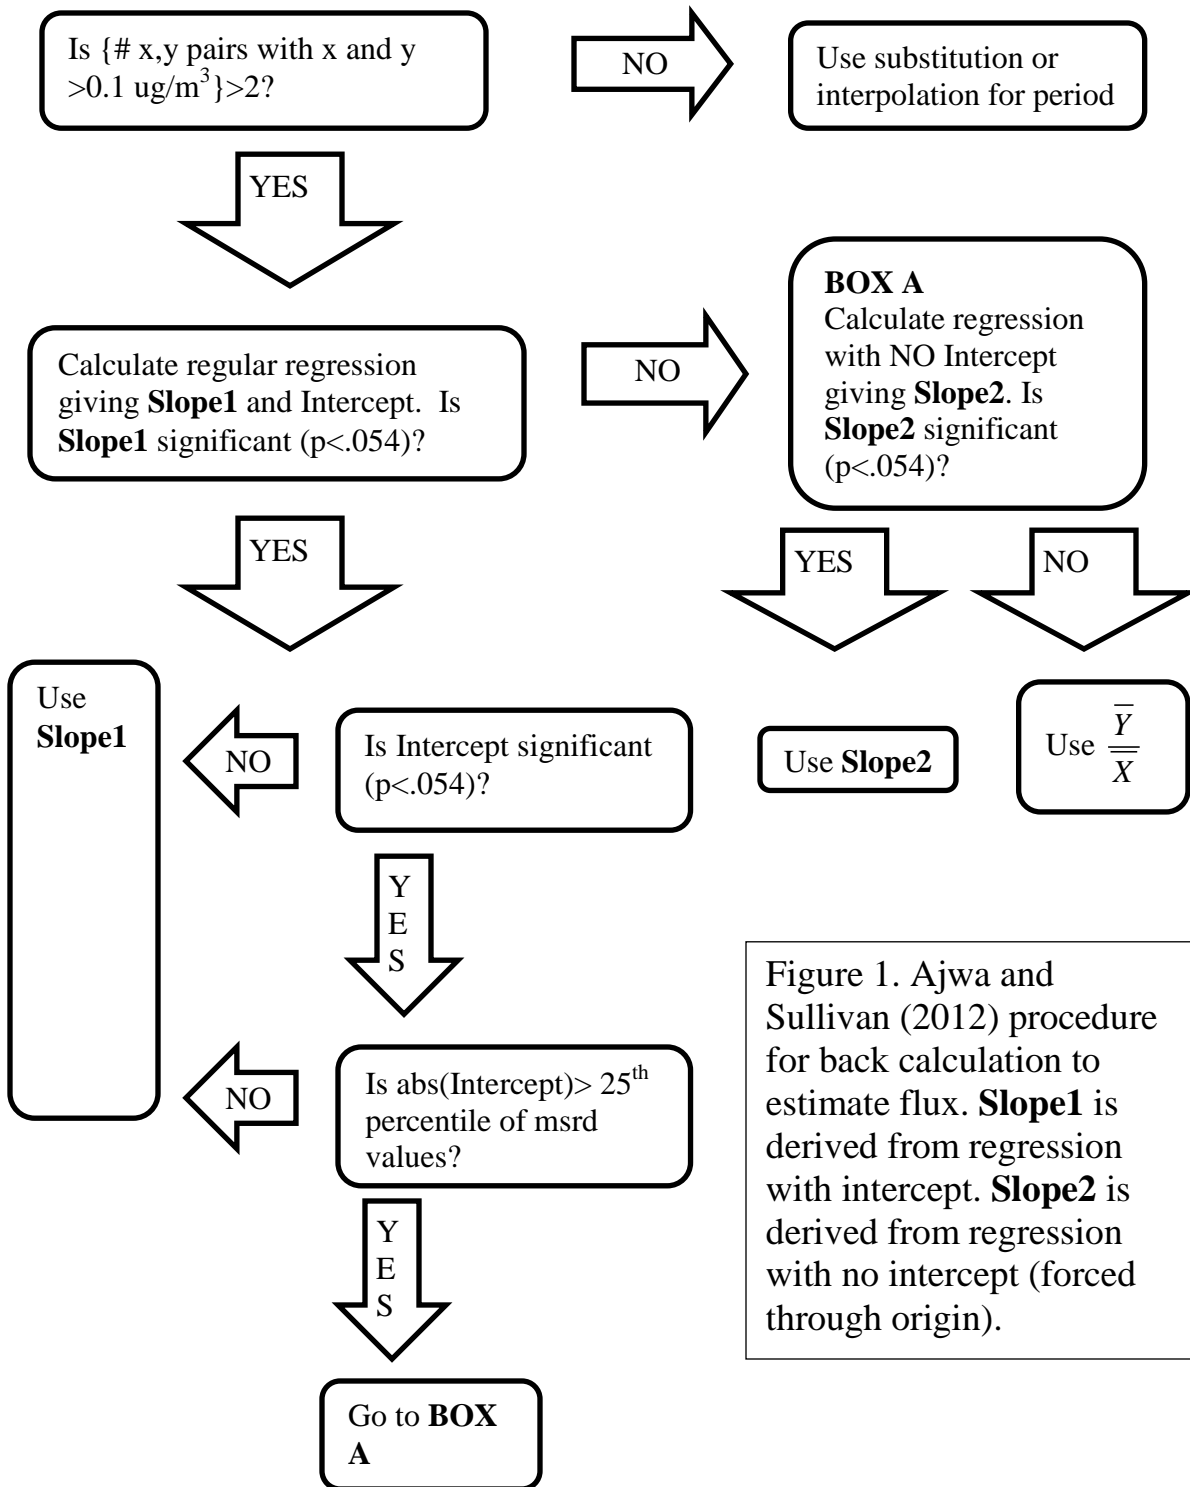 Is {# x,y pairs with x and y
>0.1 ug/m³}>2?
NO
Use substitution or
interpolation for period
YES
Calculate regular regression
giving Slope1 and Intercept.  Is
Slope1 significant (p<.054)?
NO
BOX A
Calculate regression
with NO Intercept
giving Slope2. Is
Slope2 significant
(p<.054)?
YES
YES
NO
Use
Slope1
NO
Is Intercept significant
(p<.054)?
Use Slope2
Use Y̅/X̅
Y
E
S
NO
Is abs(Intercept)> 25th
percentile of msrd
values?
Y
E
S
Go to BOX
A
Figure 1. Ajwa and
Sullivan (2012) procedure
for back calculation to
estimate flux. Slope1 is
derived from regression
with intercept. Slope2 is
derived from regression
with no intercept (forced
through origin).